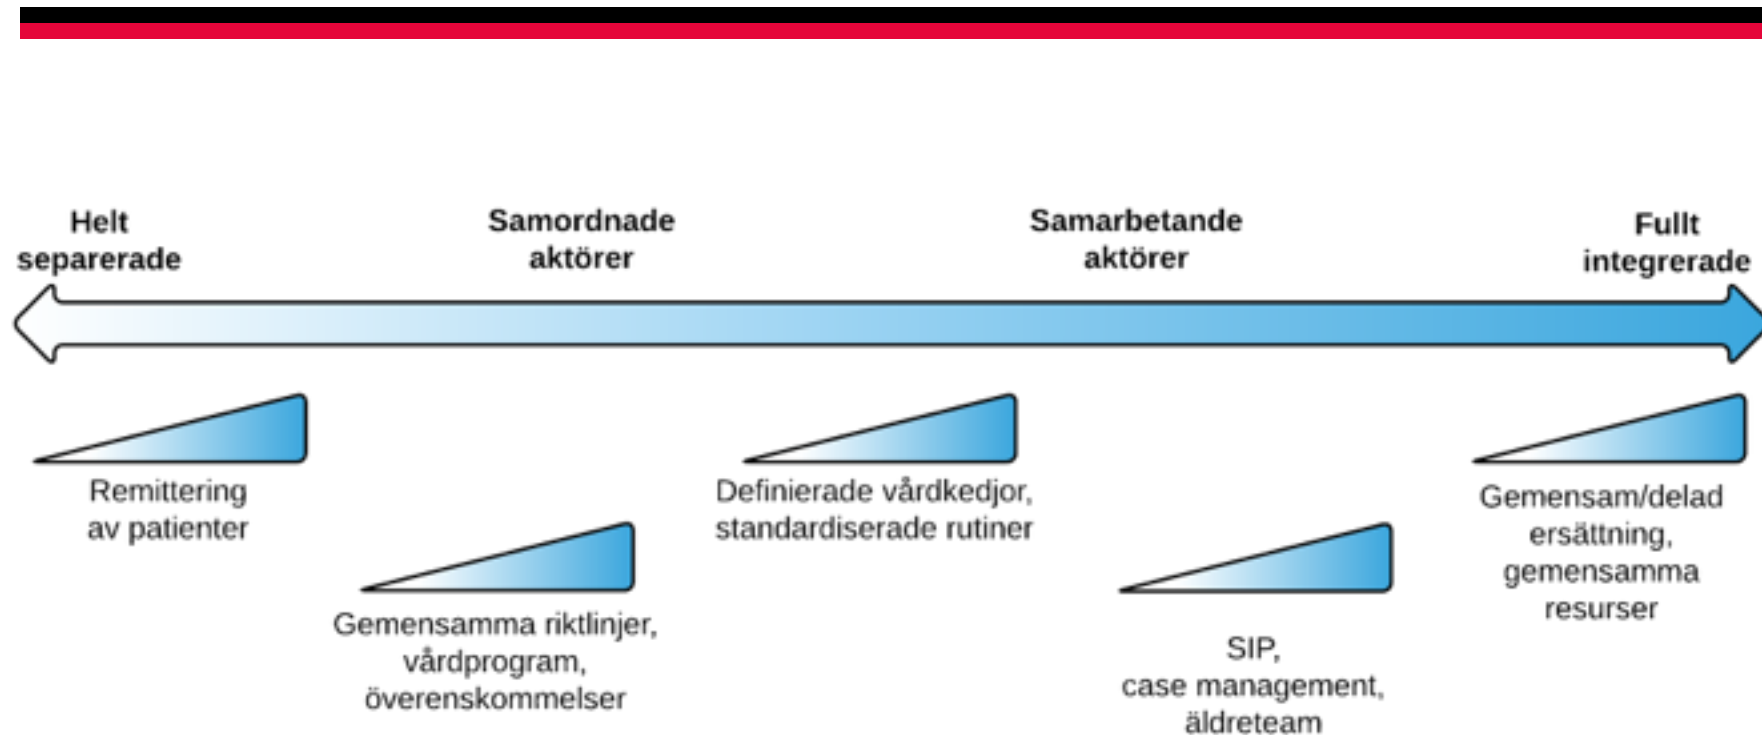 Helt
separerade
Samordnade
aktörer
Samarbetande
aktörer
Fullt
integrerade
Remittering
av patienter
Gemensamma riktlinjer,
vårdprogram,
överenskommelser
Definierade vårdkedjor,
standardiserade rutiner
SIP,
case management,
äldreteam
Gemensam/delad
ersättning,
gemensamma
resurser